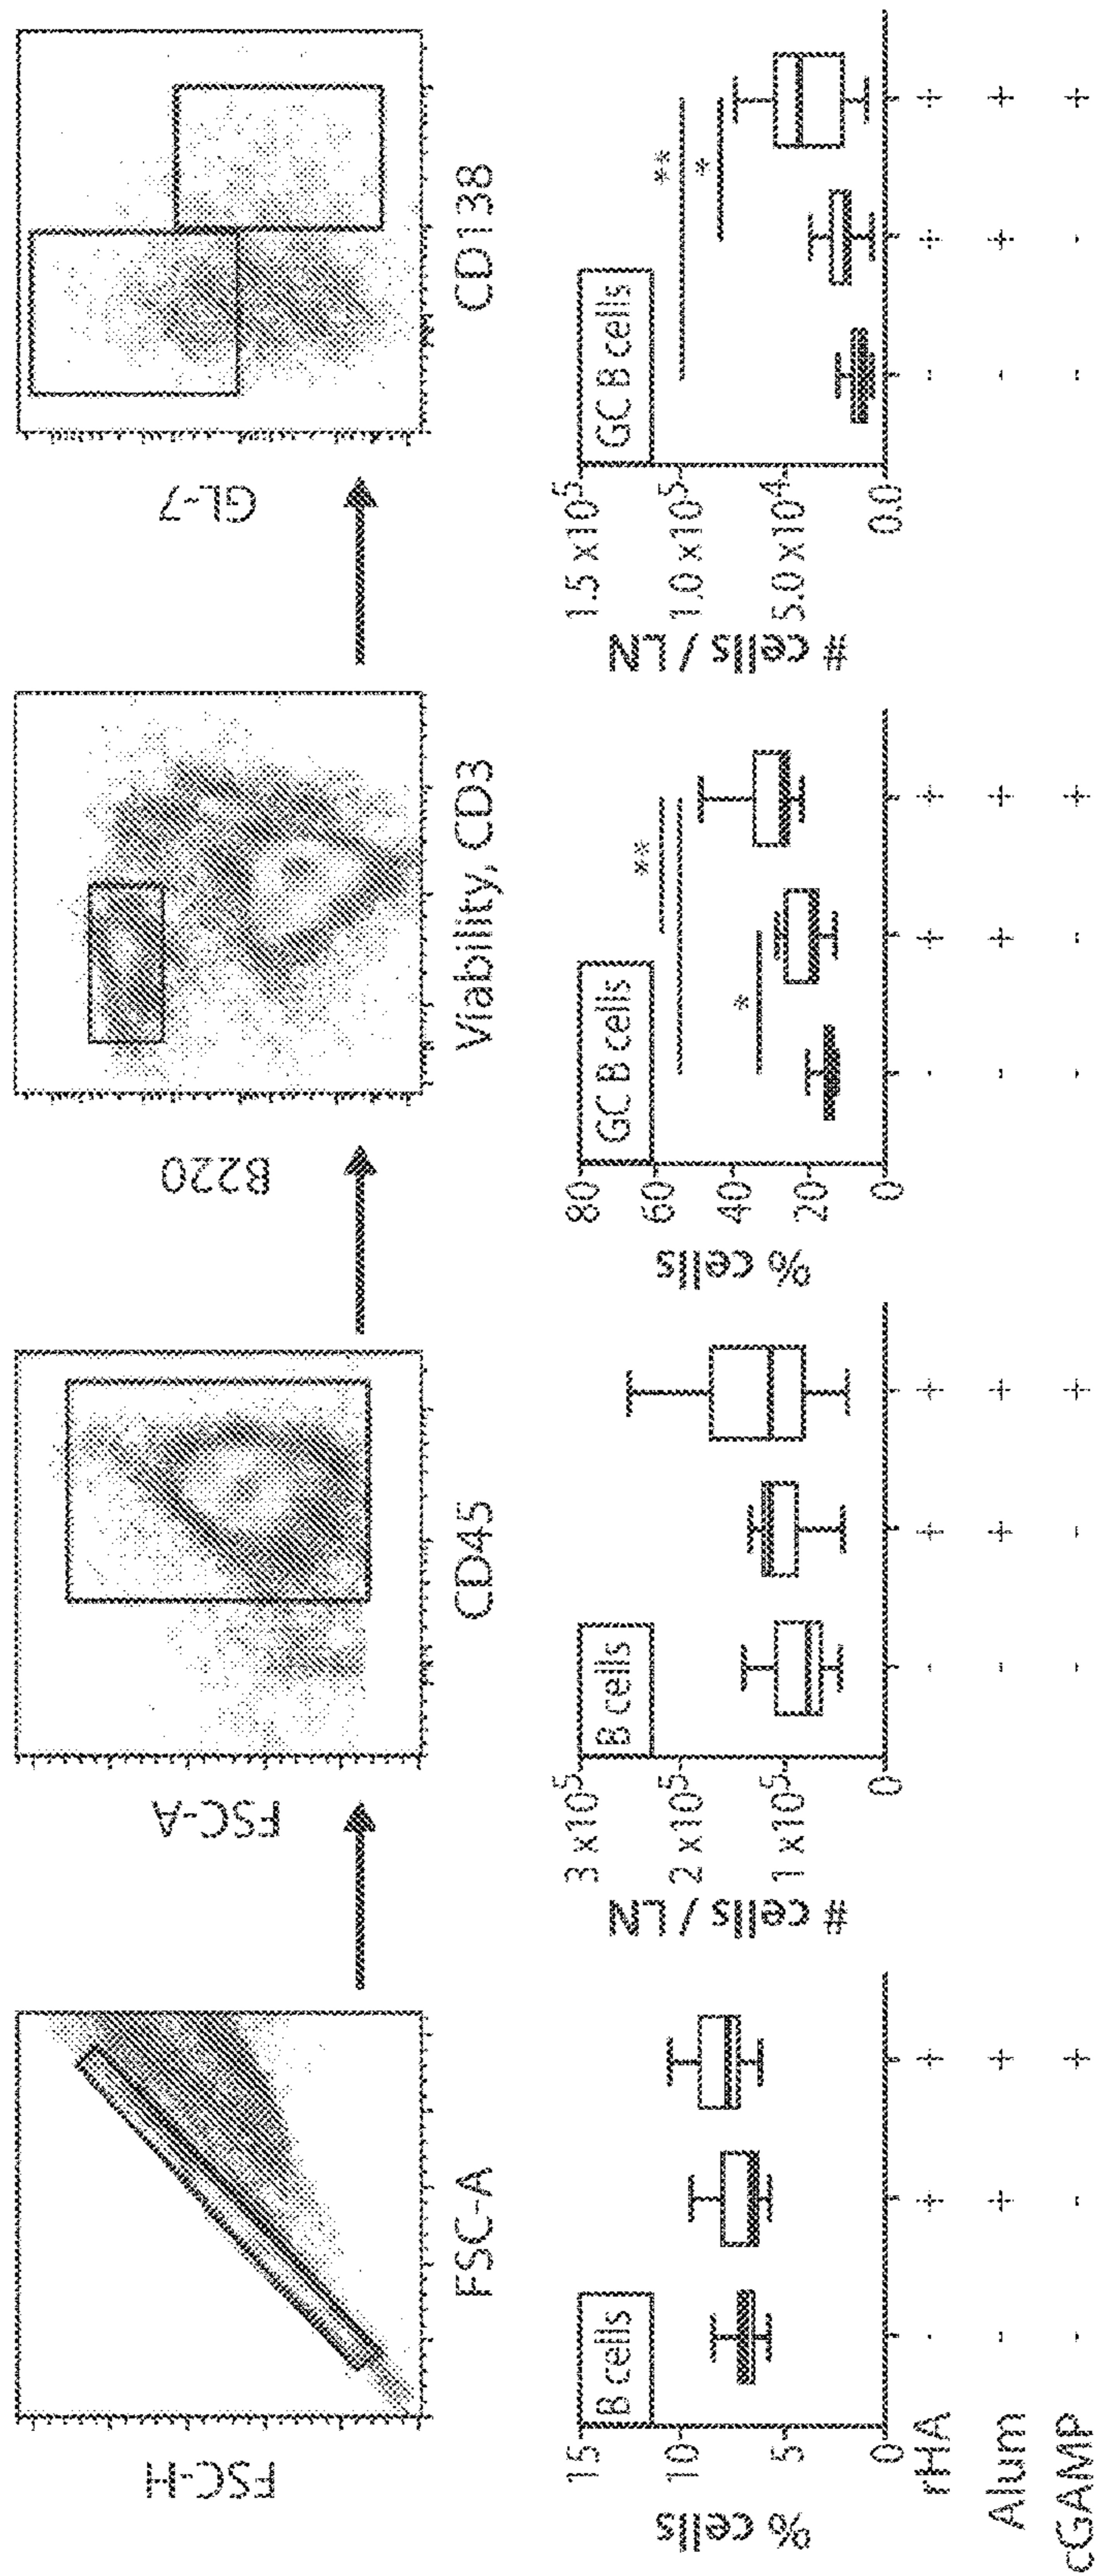 FSC-H
FSC-A
FSC-A
CD45
B220
Viability, CD3
GL-7
CD138
% cells
15
10
5
0
B cells
# cells / LN
3 x10^5
2 x10^5
1 x10^5
0
B cells
% cells
80
60
40
20
0
GC B cells
*
**
# cells / LN
1.5 x10^5
1.0 x10^5
5.0 x10^4
0.0
GC B cells
**
*
rHA - + + - + + - + + - + +
Alum - + + - + + - + + - + +
cGAMP - - + - - + - - + - - +